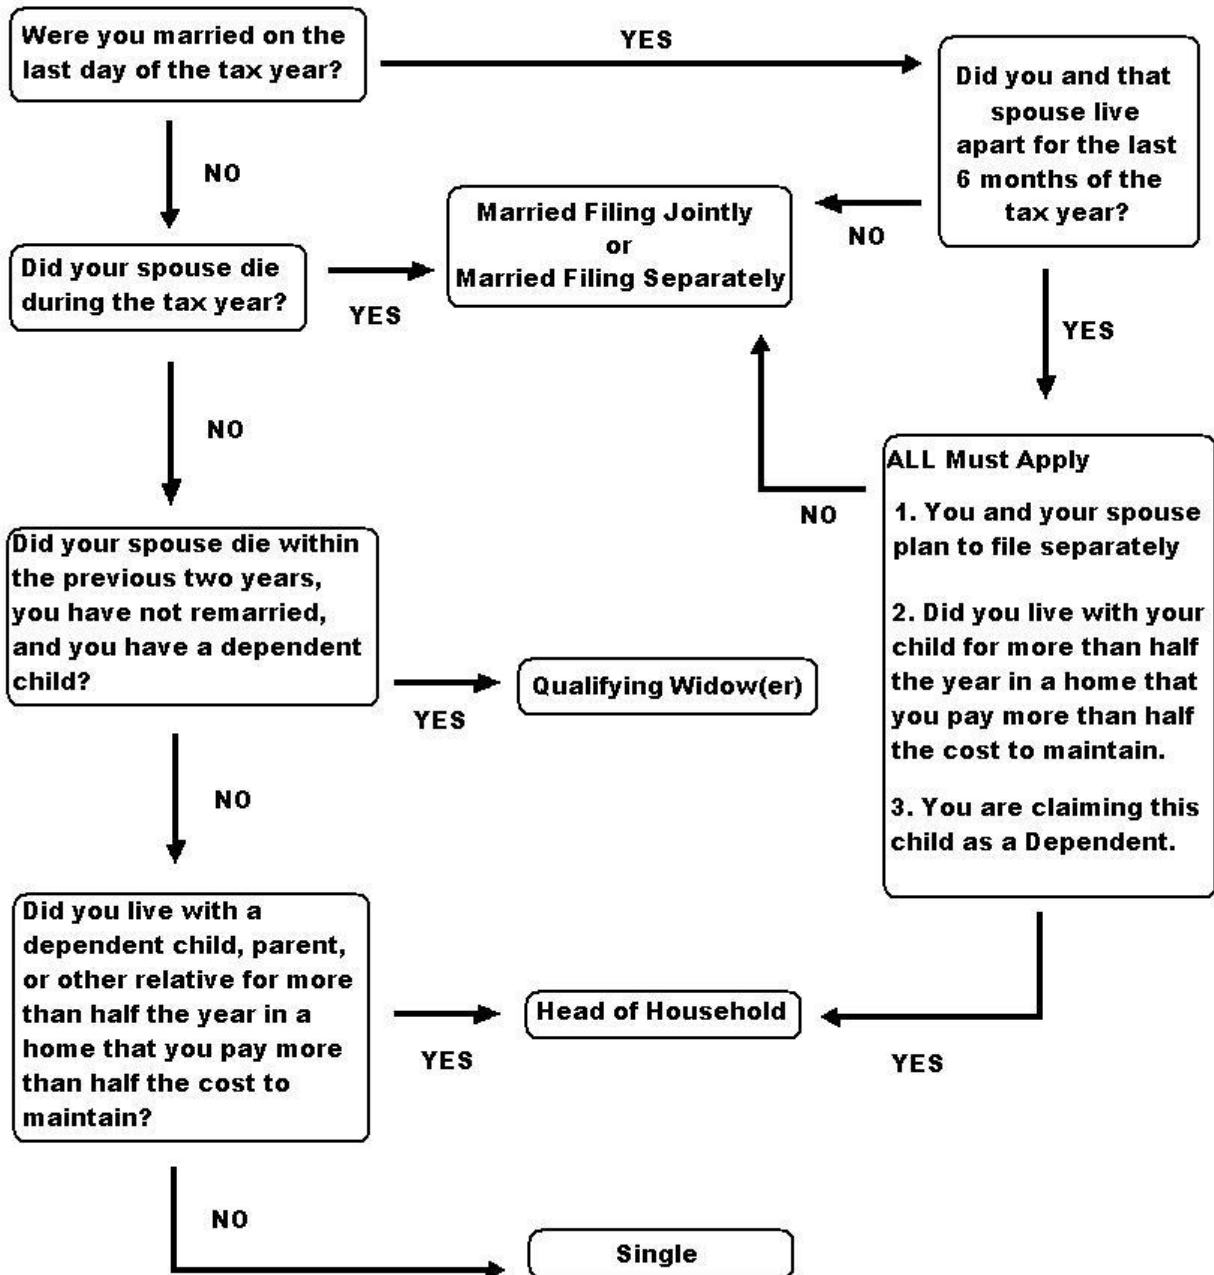 Were you married on the
last day of the tax year?
YES
Did you and that
spouse live
apart for the last
6 months of the
tax year?
NO
Married Filing Jointly
or
Married Filing Separately
NO
Did your spouse die
during the tax year?
YES
YES
NO
ALL Must Apply
1. You and your spouse
plan to file separately
2. Did you live with your
child for more than half
the year in a home that
you pay more than half
the cost to maintain.
3. You are claiming this
child as a Dependent.
NO
Did your spouse die within
the previous two years,
you have not remarried,
and you have a dependent
child?
YES
Qualifying Widow(er)
NO
Did you live with a
dependent child, parent,
or other relative for more
than half the year in a
home that you pay more
than half the cost to
maintain?
YES
Head of Household
YES
NO
Single